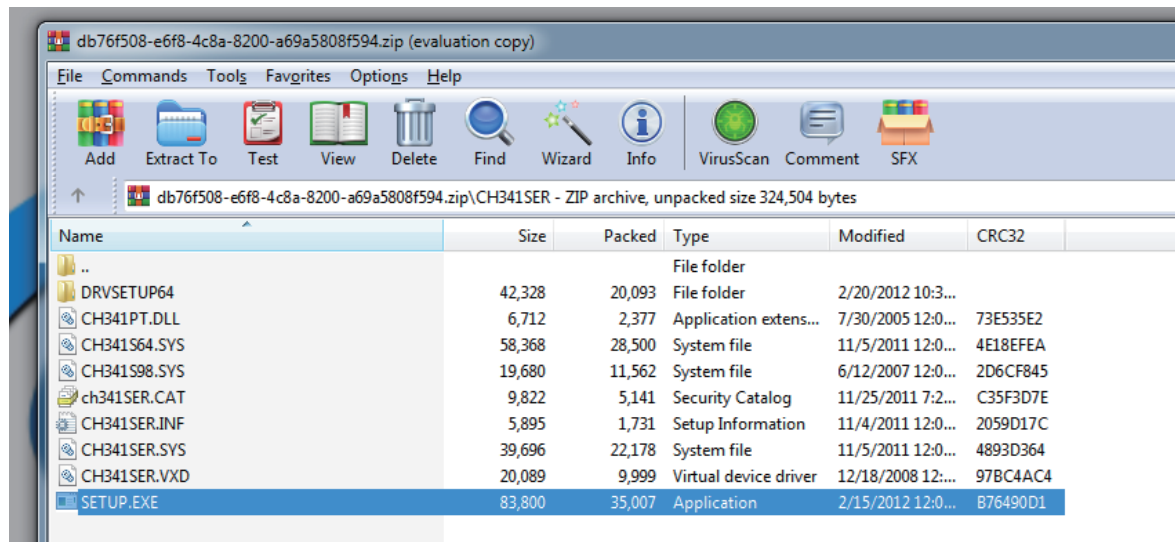 db76f508-e6f8-4c8a-8200-a69a5808f594.zip (evaluation copy)
File Commands Tools Favorites Options Help
Add Extract To Test View Delete Find Wizard Info VirusScan Comment SFX
db76f508-e6f8-4c8a-8200-a69a5808f594.zip\CH341SER - ZIP archive, unpacked size 324,504 bytes
Name Size Packed Type Modified CRC32
.. File folder
DRVSETUP64 42,328 20,093 File folder 2/20/2012 10:3...
CH341PT.DLL 6,712 2,377 Application extens... 7/30/2005 12:0... 73E535E2
CH341S64.SYS 58,368 28,500 System file 11/5/2011 12:0... 4E18EFEA
CH341S98.SYS 19,680 11,562 System file 6/12/2007 12:0... 2D6CF845
ch341SER.CAT 9,822 5,141 Security Catalog 11/25/2011 7:2... C35F3D7E
CH341SER.INF 5,895 1,731 Setup Information 11/4/2011 12:0... 2059D17C
CH341SER.SYS 39,696 22,178 System file 11/5/2011 12:0... 4893D364
CH341SER.VXD 20,089 9,999 Virtual device driver 12/18/2008 12:... 97BC4AC4
SETUP.EXE 83,800 35,007 Application 2/15/2012 12:0... B76490D1